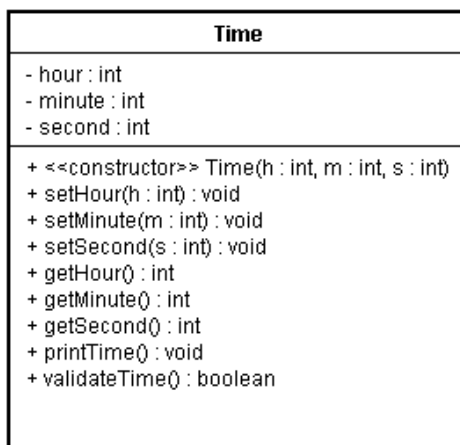 Time
- hour : int
- minute : int
- second : int
+ <<constructor>> Time(h : int, m : int, s : int)
+ setHour(h : int) : void
+ setMinute(m : int) : void
+ setSecond(s : int) : void
+ getHour() : int
+ getMinute() : int
+ getSecond() : int
+ printTime() : void
+ validateTime() : boolean